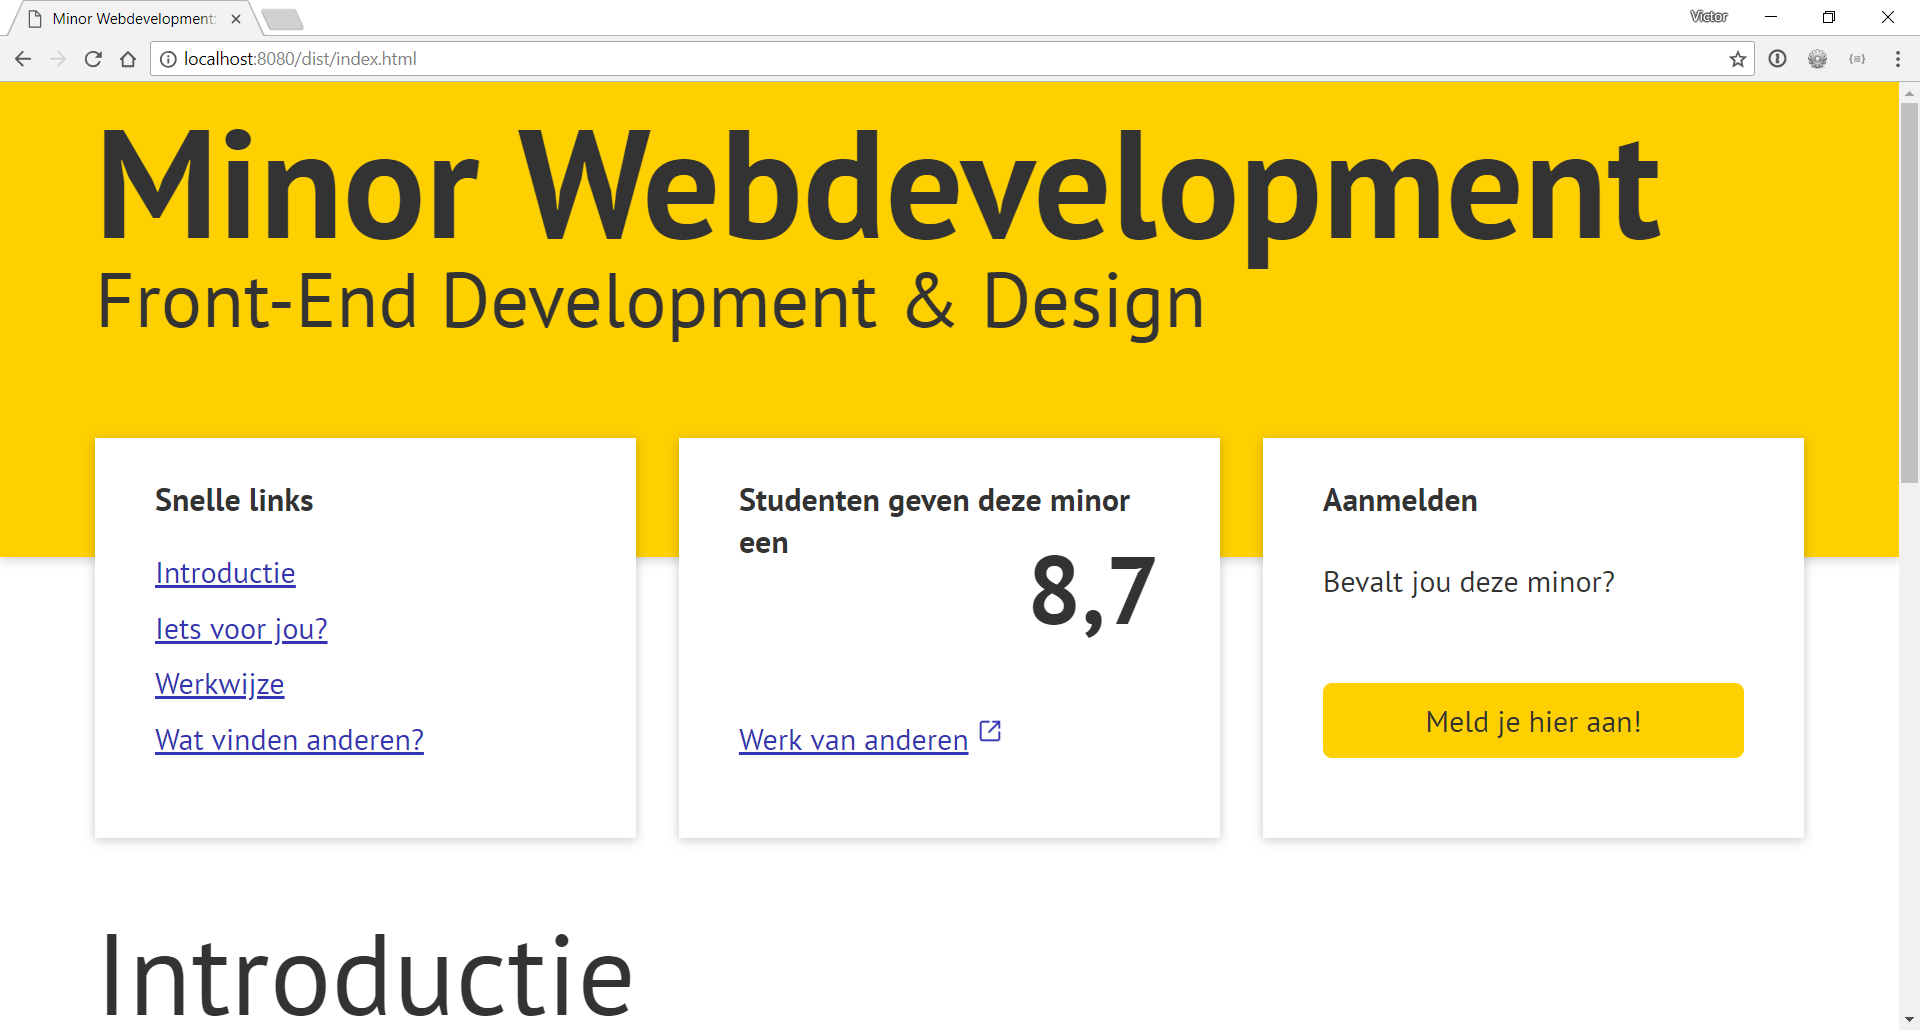 Minor Webdevelopment:
Victor
localhost:8080/dist/index.html
Minor Webdevelopment
Front-End Development & Design
Snelle links
Introductie
Iets voor jou?
Werkwijze
Wat vinden anderen?
Studenten geven deze minor
een
8,7
Werk van anderen
Aanmelden
Bevalt jou deze minor?
Meld je hier aan!
Introductie